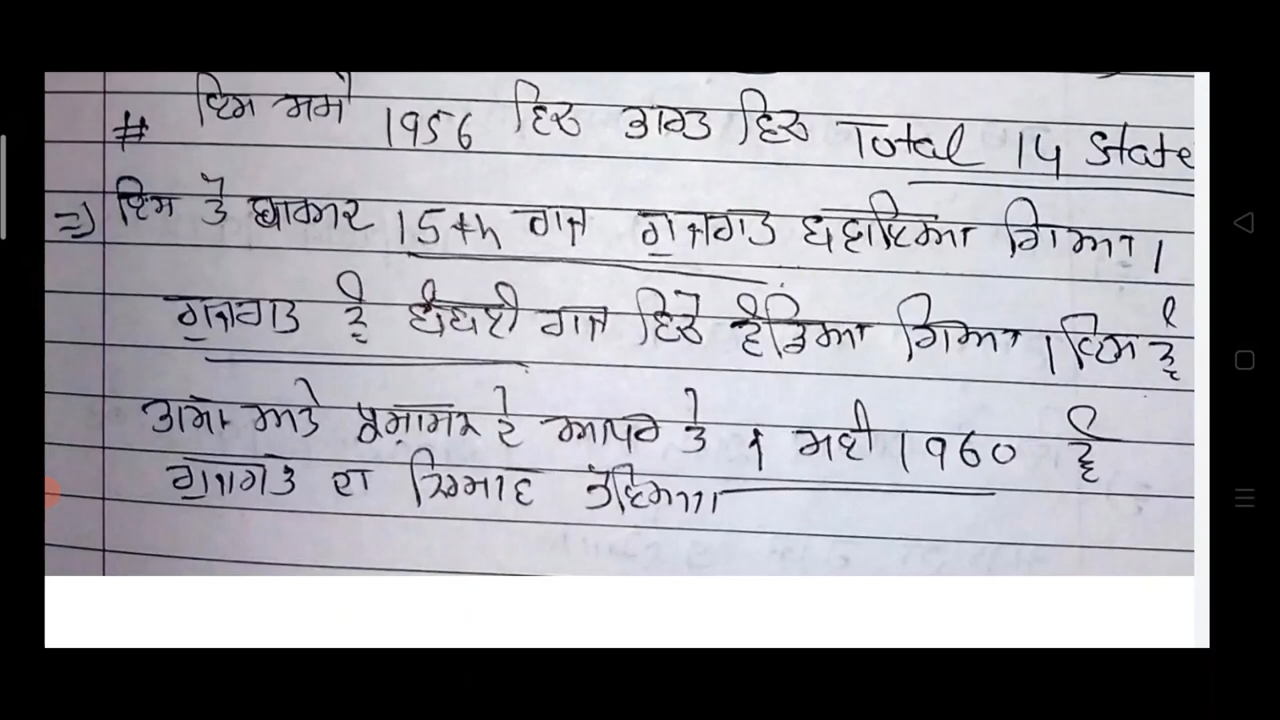 # ਇਸ ਸਮੇਂ 1956 ਵਿਚ ਭਾਰਤ ਵਿਚ Total 14 State
=) ਇਸ ਤੋਂ ਬਾਅਦ 15th ਰਾਜ ਗੁਜਰਾਤ ਬਣਾਇਆ ਗਿਆ।
ਗੁਜਰਾਤ ਨੂੰ ਬੰਬਈ ਰਾਜ ਵਿੱਚੋਂ ਵੰਡਿਆ ਗਿਆ। ਇਸ ਨੂੰ
ਭਾਸ਼ਾ ਅਤੇ ਪ੍ਰਸ਼ਾਸਨ ਦੇ ਆਧਾਰ ਤੇ 1 ਮਈ 1960 ਨੂੰ
ਗੁਜਰਾਤ ਦਾ ਨਿਰਮਾਣ ਹੋਇਆ।